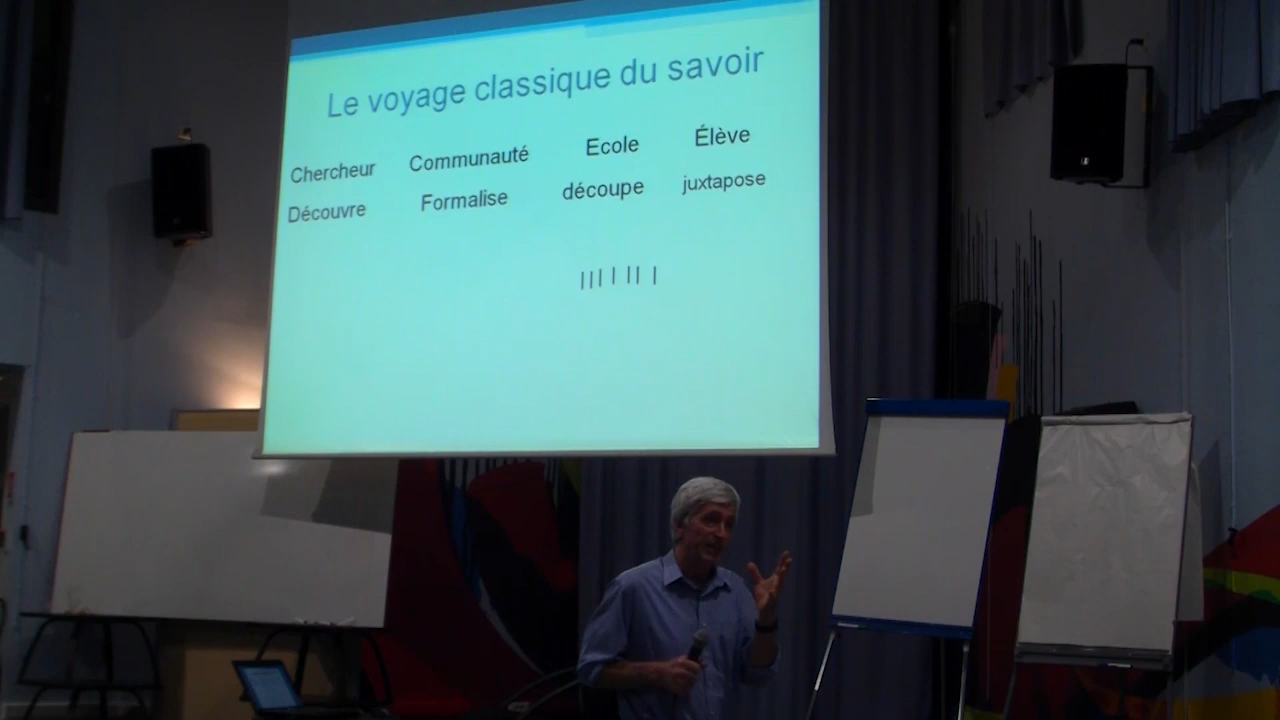 Le voyage classique du savoir
Chercheur Communauté Ecole Élève
Découvre Formalise découpe juxtapose